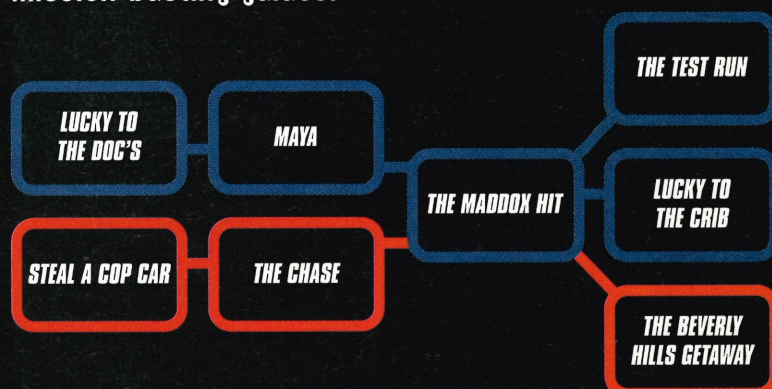 THE TEST RUN
LUCKY TO
THE DOC'S
MAYA
THE MADDOX HIT
LUCKY TO
THE CRIB
STEAL A COP CAR
THE CHASE
THE BEVERLY
HILLS GETAWAY